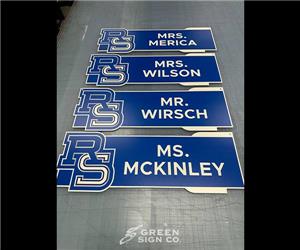 PS
MRS.
MERICA
PS
MRS.
WILSON
PS
MR.
WIRSCH
PS
MS.
MCKINLEY
GREEN
SIGN CO.